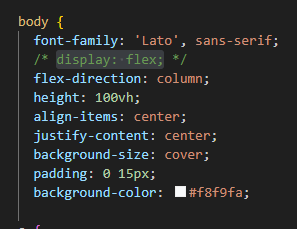 body {
font-family: 'Lato', sans-serif;
/* display: flex; */
flex-direction: column;
height: 100vh;
align-items: center;
justify-content: center;
background-size: cover;
padding: 0 15px;
background-color: #f8f9fa;